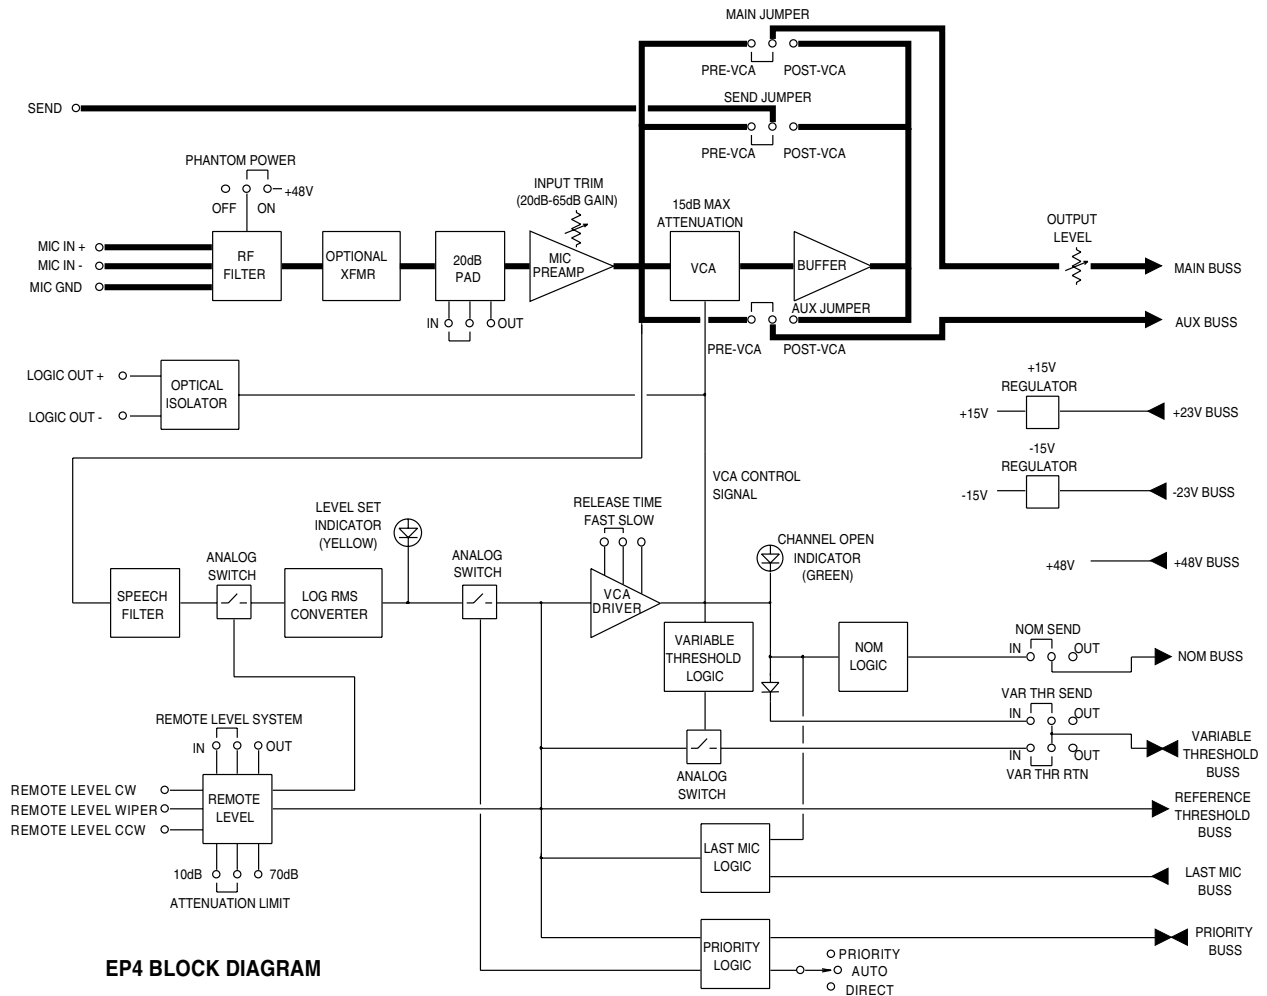 MAIN JUMPER
PRE-VCA
POST-VCA
SEND
SEND JUMPER
PRE-VCA
POST-VCA
PHANTOM POWER
+48V
OFF
ON
INPUT TRIM
(20dB-65dB GAIN)
15dB MAX
ATTENUATION
OUTPUT
LEVEL
MIC IN +
MIC IN -
MIC GND
RF
FILTER
OPTIONAL
XFMR
20dB
PAD
MIC
PREAMP
VCA
BUFFER
MAIN BUSS
IN
OUT
AUX JUMPER
AUX BUSS
PRE-VCA
POST-VCA
LOGIC OUT +
LOGIC OUT -
OPTICAL
ISOLATOR
+15V
REGULATOR
+15V
+23V BUSS
-15V
REGULATOR
-15V
-23V BUSS
VCA CONTROL
SIGNAL
LEVEL SET
INDICATOR
(YELLOW)
RELEASE TIME
FAST SLOW
CHANNEL OPEN
INDICATOR
(GREEN)
+48V
+48V BUSS
ANALOG
SWITCH
ANALOG
SWITCH
SPEECH
FILTER
LOG RMS
CONVERTER
VCA
DRIVER
VARIABLE
THRESHOLD
LOGIC
NOM
LOGIC
NOM SEND
IN
OUT
NOM BUSS
VAR THR SEND
IN
OUT
IN
OUT
VAR THR RTN
VARIABLE
THRESHOLD
BUSS
ANALOG
SWITCH
REMOTE LEVEL SYSTEM
IN
OUT
REMOTE LEVEL CW
REMOTE LEVEL WIPER
REMOTE LEVEL CCW
REMOTE
LEVEL
REFERENCE
THRESHOLD
BUSS
10dB
70dB
ATTENUATION LIMIT
LAST MIC
LOGIC
LAST MIC
BUSS
PRIORITY
LOGIC
PRIORITY
BUSS
PRIORITY
AUTO
DIRECT
EP4 BLOCK DIAGRAM